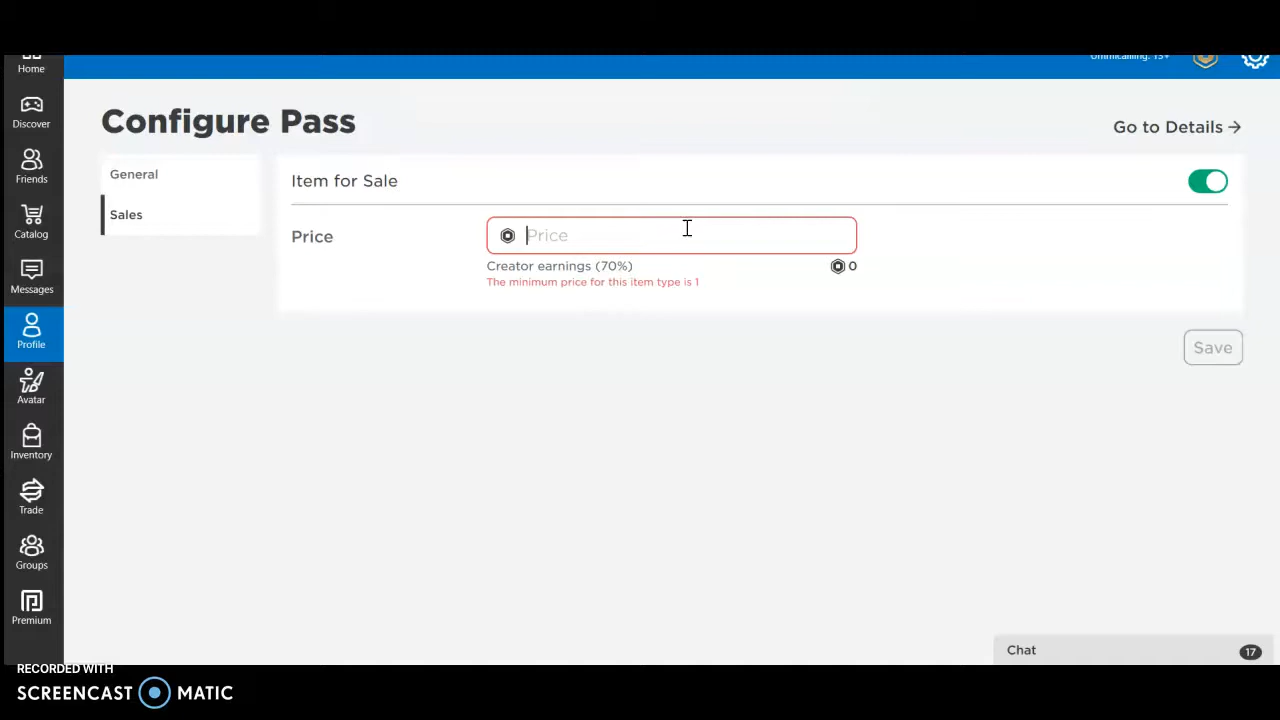 Home
Discover
Friends
Catalog
Messages
Profile
Avatar
Inventory
Trade
Groups
Premium
Configure Pass
Go to Details →
General
Sales
Item for Sale
Price
Price
Creator earnings (70%) 0
The minimum price for this item type is 1
Save
Chat 17
RECORDED WITH
SCREENCAST MATIC